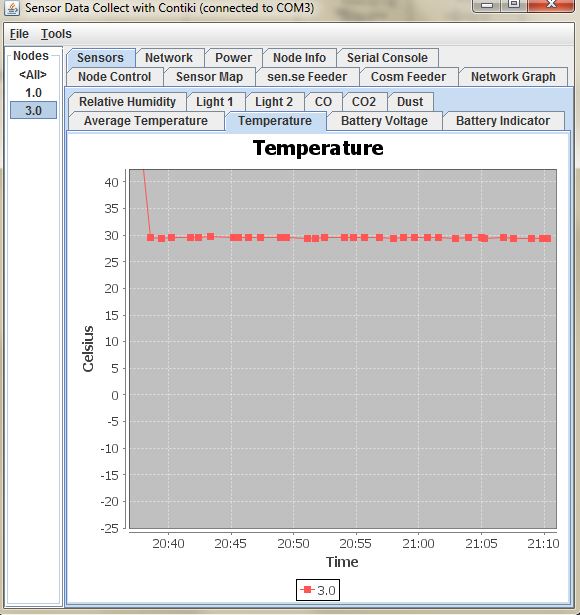 Sensor Data Collect with Contiki (connected to COM3)
File Tools
Nodes
<All>
1.0
3.0
Sensors Network Power Node Info Serial Console
Node Control Sensor Map sen.se Feeder Cosm Feeder Network Graph
Relative Humidity Light 1 Light 2 CO CO2 Dust
Average Temperature Temperature Battery Voltage Battery Indicator
Temperature
Celsius
40
35
30
25
20
15
10
5
0
-5
-10
-15
-20
-25
20:40 20:45 20:50 20:55 21:00 21:05 21:10
Time
3.0